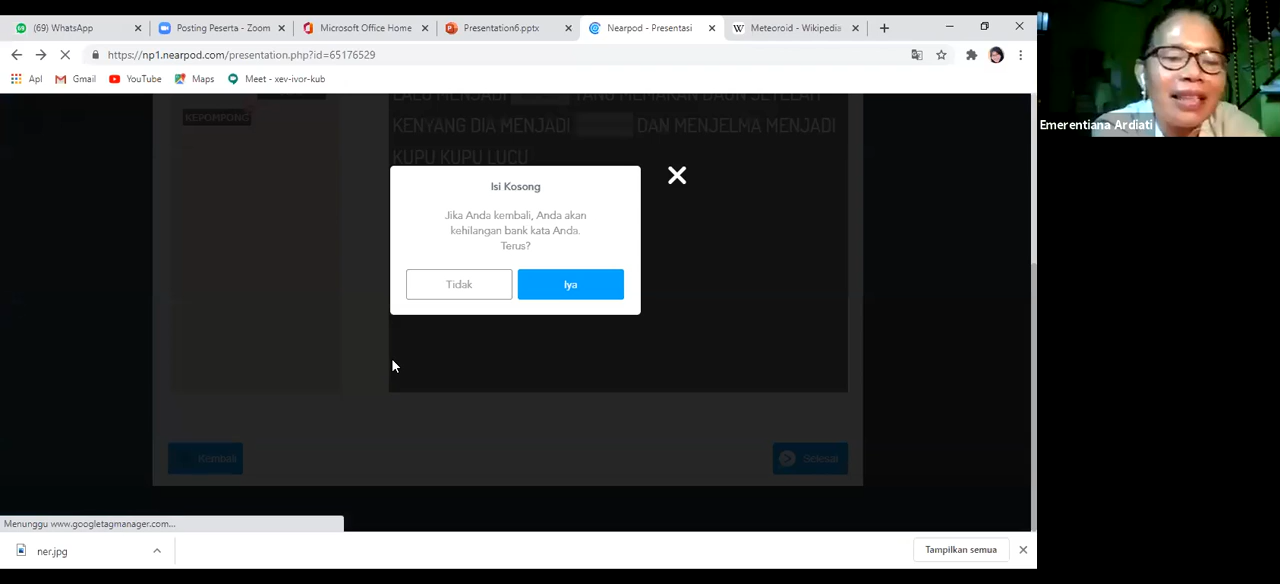 (69) WhatsApp
Posting Peserta - Zoom
Microsoft Office Home
Presentation6.pptx
Nearpod - Presentasi
Meteoroid - Wikipedia
https://np1.nearpod.com/presentation.php?id=65176529
Apl
Gmail
YouTube
Maps
Meet - xev-ivor-kub
Emerentiana Ardiati
KEPOMPONG
LALU MENJADI YANG MEMAKAN DAUN SETELAH
KENYANG DIA MENJADI DAN MENJELMA MENJADI
KUPU KUPU LUCU
Isi Kosong
Jika Anda kembali, Anda akan
kehilangan bank kata Anda.
Terus?
Tidak
Iya
Kembali
Selesai
Menunggu www.googletagmanager.com...
ner.jpg
Tampilkan semua